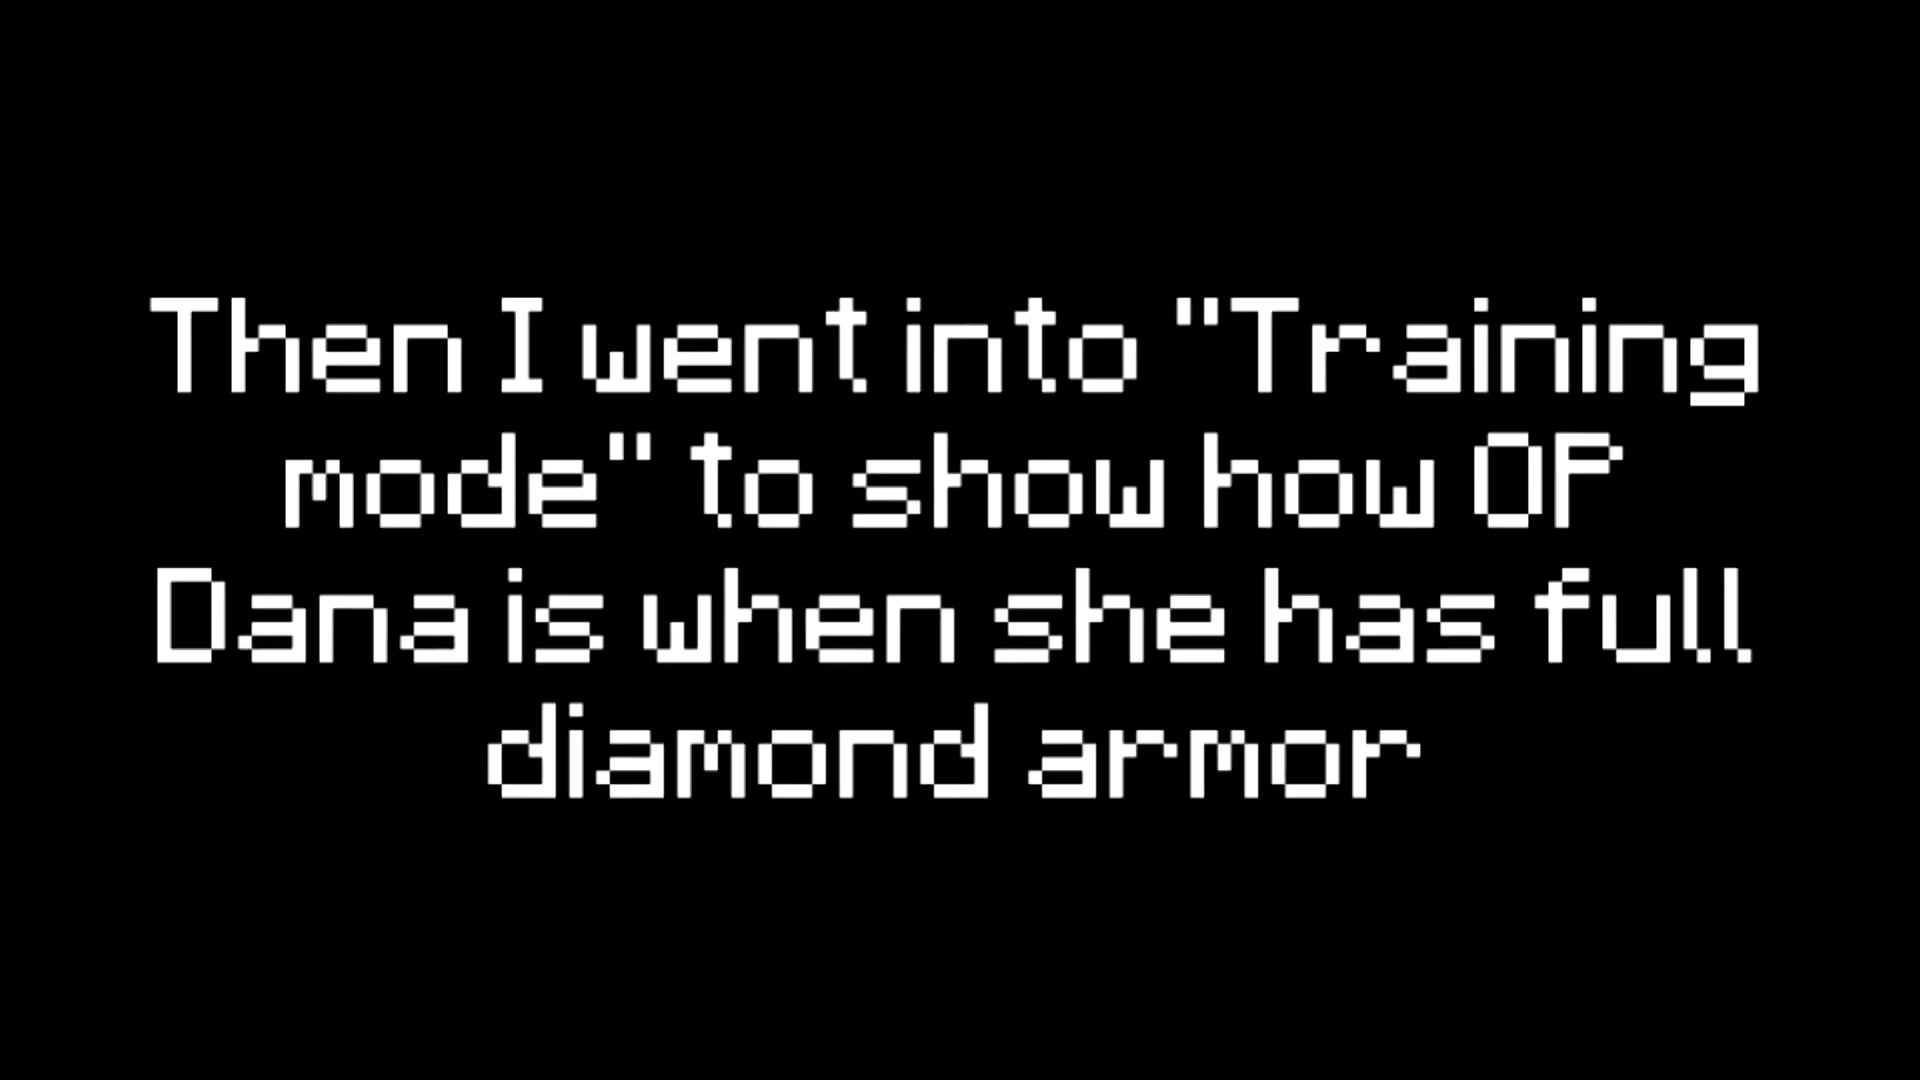 Then I went into "Training
mode" to show how OP
Dana is when she has full
diamond armor